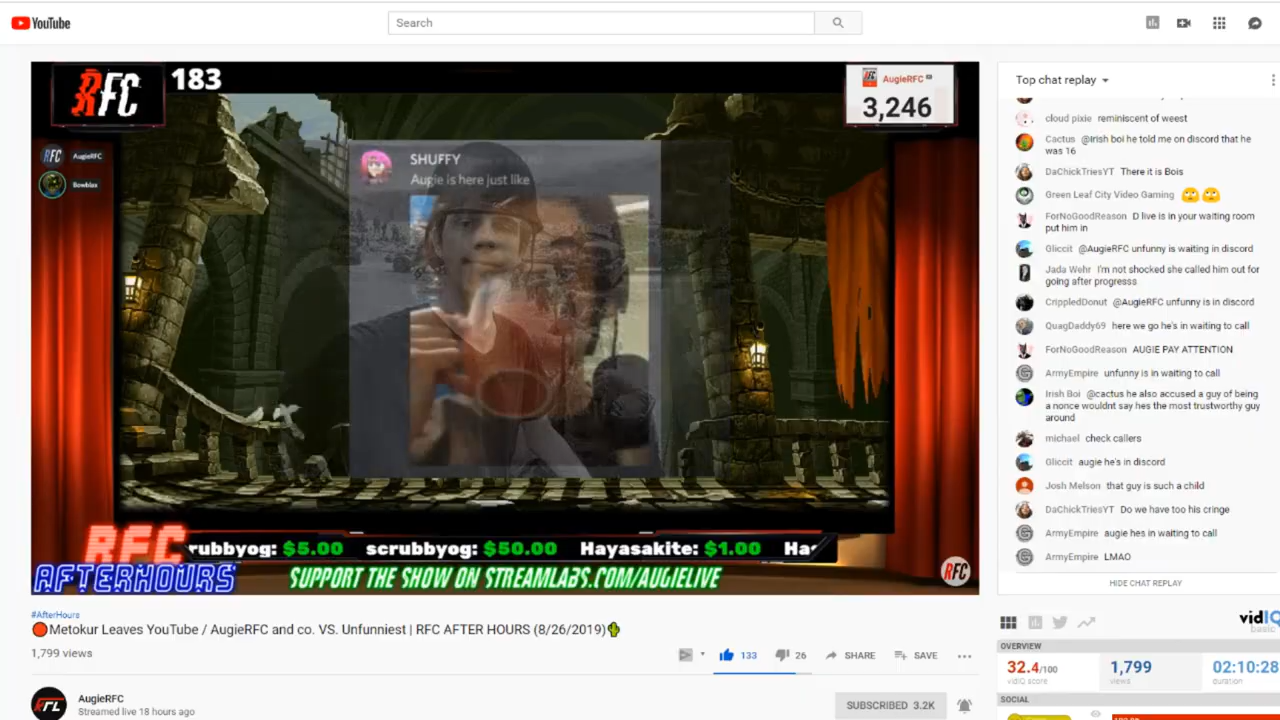 YouTube
Search
RFC
183
AugieRFC
3,246
RFC AugieRFC
Bowblax
SHUFFY
Augie is here just like
RFC
AFTERHOURS
rubbyog: $5.00 scrubbyog: $50.00 Hayasakite: $1.00 Ha
SUPPORT THE SHOW ON STREAMLABS.COM/AUGIELIVE
RFC
#AfterHours
Metokur Leaves YouTube / AugieRFC and co. VS. Unfunniest | RFC AFTER HOURS (8/26/2019)
1,799 views
133
26
SHARE
SAVE
AugieRFC
Streamed live 18 hours ago
SUBSCRIBED 3.2K
Top chat replay
cloud pixie reminiscent of weest
Cactus @Irish boi he told me on discord that he
was 16
DaChickTriesYT There it is Bois
Green Leaf City Video Gaming
ForNoGoodReason D live is in your waiting room
put him in
Gliccit @AugieRFC unfunny is waiting in discord
Jada Wehr I'm not shocked she called him out for
going after progresss
CrippledDonut @AugieRFC unfunny is in discord
QuagDaddy69 here we go he's in waiting to call
ForNoGoodReason AUGIE PAY ATTENTION
ArmyEmpire unfunny is in waiting to call
Irish Boi @cactus he also accused a guy of being
a nonce wouldnt say hes the most trustworthy guy
around
michael check callers
Gliccit augie he's in discord
Josh Melson that guy is such a child
DaChickTriesYT Do we have too his cringe
ArmyEmpire augie hes in waiting to call
ArmyEmpire LMAO
HIDE CHAT REPLAY
vidIQ
basic
OVERVIEW
32.4/100
vidIQ score
1,799
views
02:10:28
duration
SOCIAL